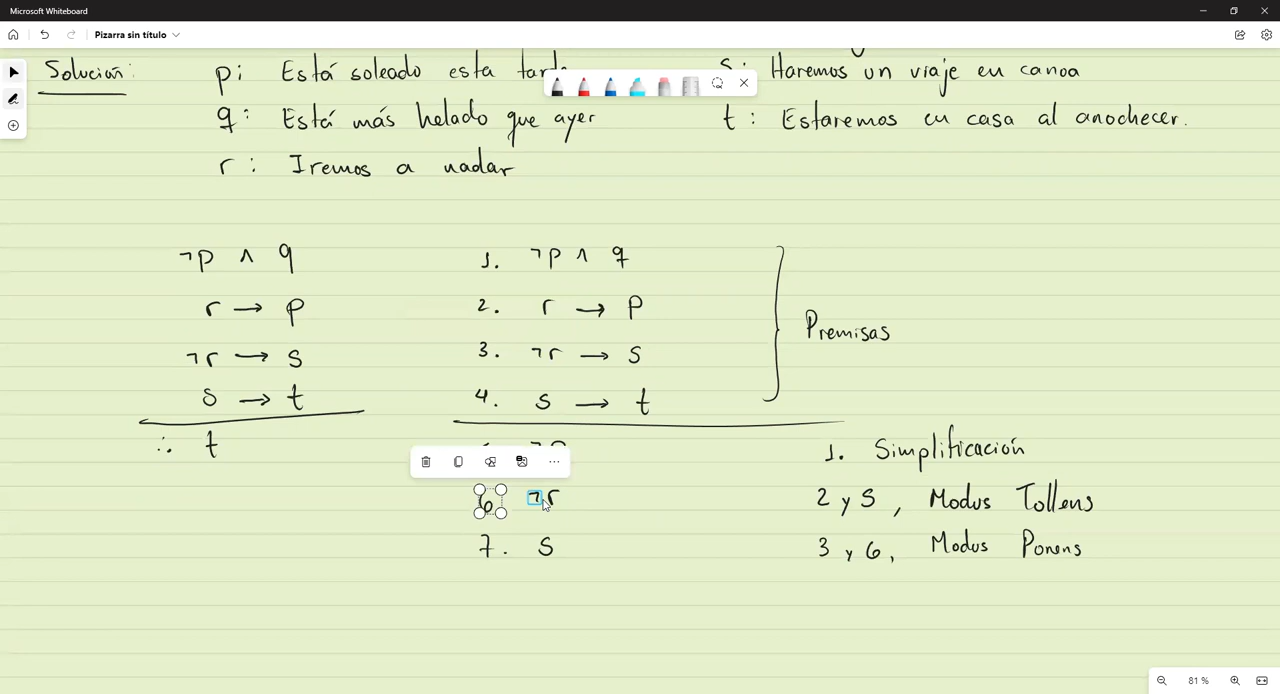 Microsoft Whiteboard
Pizarra sin título
Solución:
p: Está soleado esta tarde
s: Haremos un viaje en canoa
q: Está más helado que ayer
t: Estaremos en casa al anochecer.
r: Iremos a nadar
¬p ∧ q
r → p
¬r → s
s → t
∴ t
1. ¬p ∧ q
2. r → p
3. ¬r → s
4. s → t
Premisas
1. Simplificación
6 ¬r
2 y 5, Modus Tollens
7. s
3 y 6, Modus Ponens
81 %